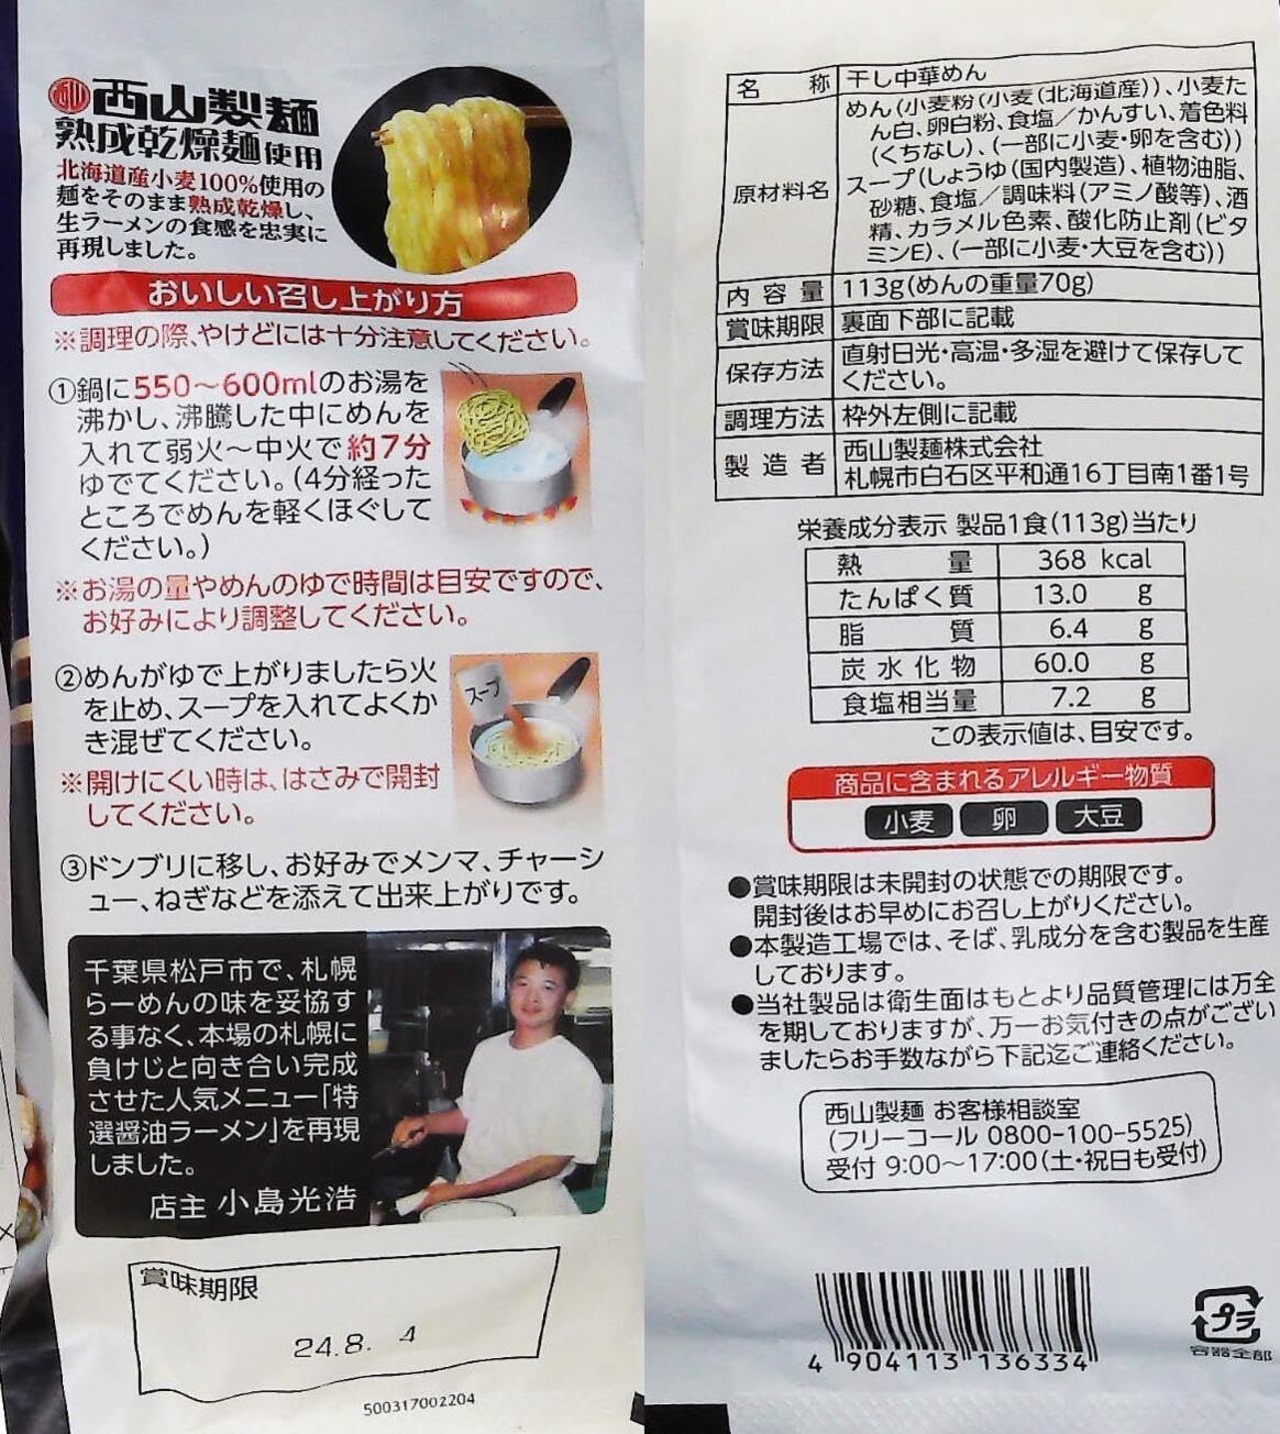 西山製麺
熟成乾燥麺使用
北海道産小麦100%使用の
麺をそのまま熟成乾燥し、
生ラーメンの食感を忠実に
再現しました。
おいしい召し上がり方
※調理の際、やけどには十分注意してください。
①鍋に550〜600mlのお湯を
沸かし、沸騰した中にめんを
入れて弱火〜中火で約7分
ゆでてください。(4分経った
ところでめんを軽くほぐして
ください。)
※お湯の量やめんのゆで時間は目安ですので、
お好みにより調整してください。
②めんがゆで上がりましたら火
を止め、スープを入れてよくか
き混ぜてください。
スープ
※開けにくい時は、はさみで開封
してください。
③ドンブリに移し、お好みでメンマ、チャーシ
ュー、ねぎなどを添えて出来上がりです。
千葉県松戸市で、札幌
らーめんの味を妥協す
る事なく、本場の札幌に
負けじと向き合い完成
させた人気メニュー「特
選醤油ラーメン」を再現
しました。
店主 小島光浩
賞味期限
24.8. 4
500317002204
名称 干し中華めん
原材料名 めん(小麦粉(小麦(北海道産))、小麦た
ん白、卵白粉、食塩/かんすい、着色料
(くちなし)、(一部に小麦・卵を含む))
スープ(しょうゆ(国内製造)、植物油脂、
砂糖、食塩/調味料(アミノ酸等)、酒
精、カラメル色素、酸化防止剤(ビタ
ミンE)、(一部に小麦・大豆を含む))
内容量 113g(めんの重量70g)
賞味期限 裏面下部に記載
保存方法 直射日光・高温・多湿を避けて保存して
ください。
調理方法 枠外左側に記載
製造者 西山製麺株式会社
札幌市白石区平和通16丁目南1番1号
栄養成分表示 製品1食(113g)当たり
熱量 368 kcal
たんぱく質 13.0 g
脂質 6.4 g
炭水化物 60.0 g
食塩相当量 7.2 g
この表示値は、目安です。
商品に含まれるアレルギー物質
小麦 卵 大豆
●賞味期限は未開封の状態での期限です。
開封後はお早めにお召し上がりください。
●本製造工場では、そば、乳成分を含む製品を生産
しております。
●当社製品は衛生面はもとより品質管理には万全
を期しておりますが、万一お気付きの点がござい
ましたらお手数ながら下記迄ご連絡ください。
西山製麺 お客様相談室
(フリーコール 0800-100-5525)
受付 9:00〜17:00(土・祝日も受付)
4 904113 136334
プラ
容器全部